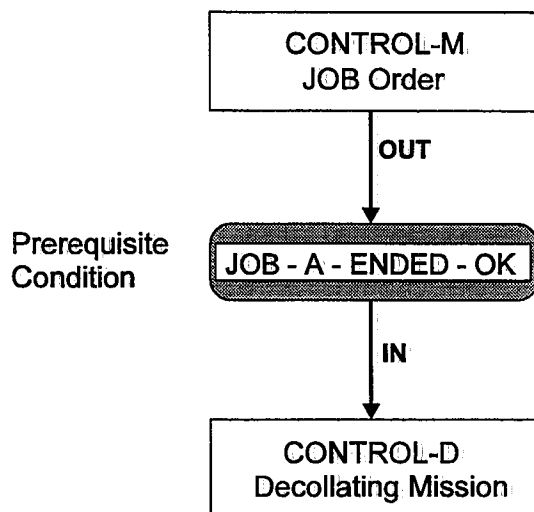 CONTROL-M
JOB Order
OUT
Prerequisite
Condition
JOB - A - ENDED - OK
IN
CONTROL-D
Decollating Mission